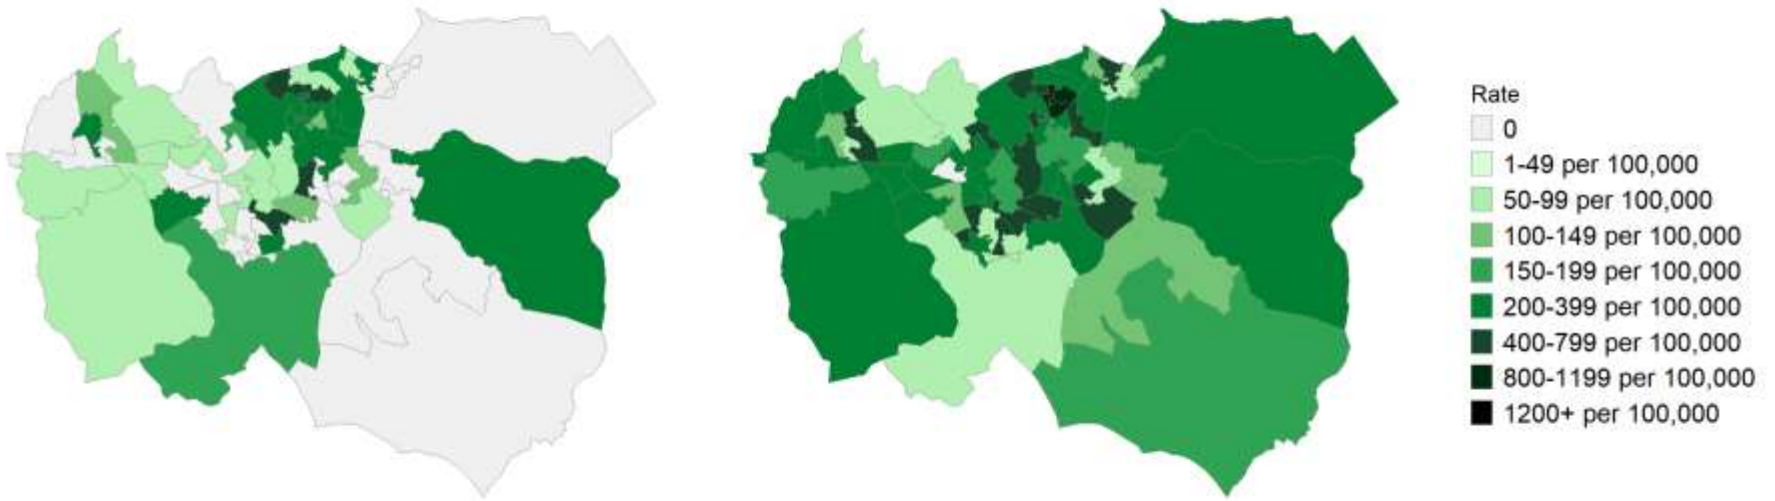 Rate
0
1-49 per 100,000
50-99 per 100,000
100-149 per 100,000
150-199 per 100,000
200-399 per 100,000
400-799 per 100,000
800-1199 per 100,000
1200+ per 100,000